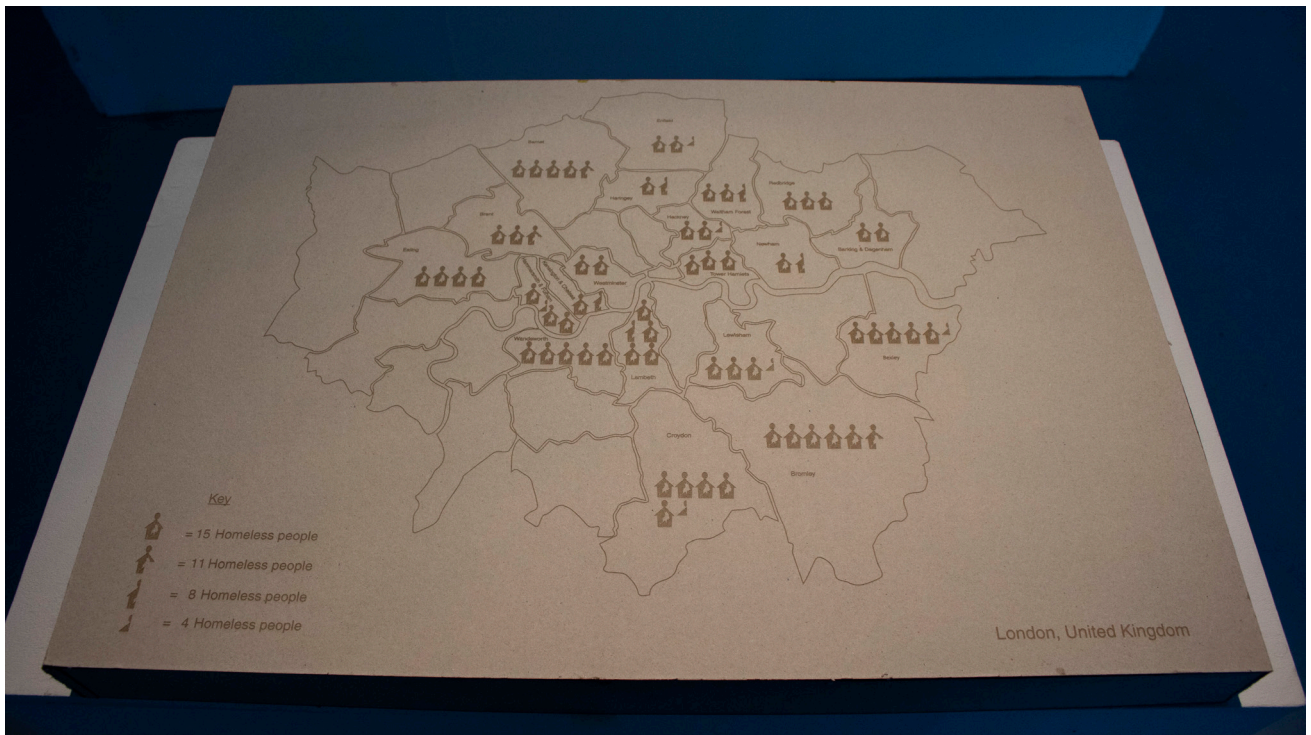 Enfield
Barnet
Haringey
Waltham Forest
Redbridge
Hackney
Brent
Newham
Barking & Dagenham
Ealing
Tower Hamlets
Westminster
Wandsworth
Lewisham
Bexley
Lambeth
Croydon
Bromley
Key
= 15 Homeless people
= 11 Homeless people
= 8 Homeless people
= 4 Homeless people
London, United Kingdom